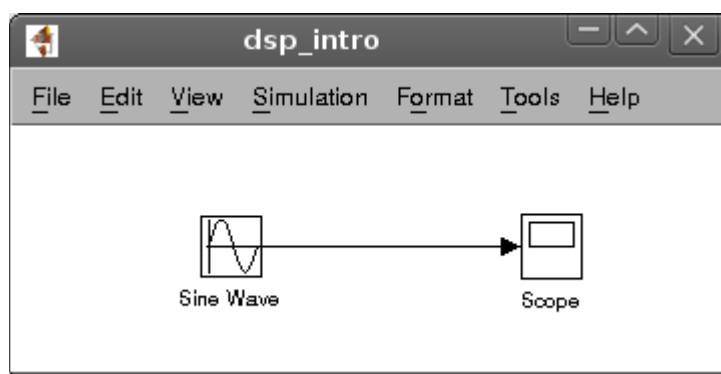 dsp_intro
File Edit View Simulation Format Tools Help
Sine Wave Scope